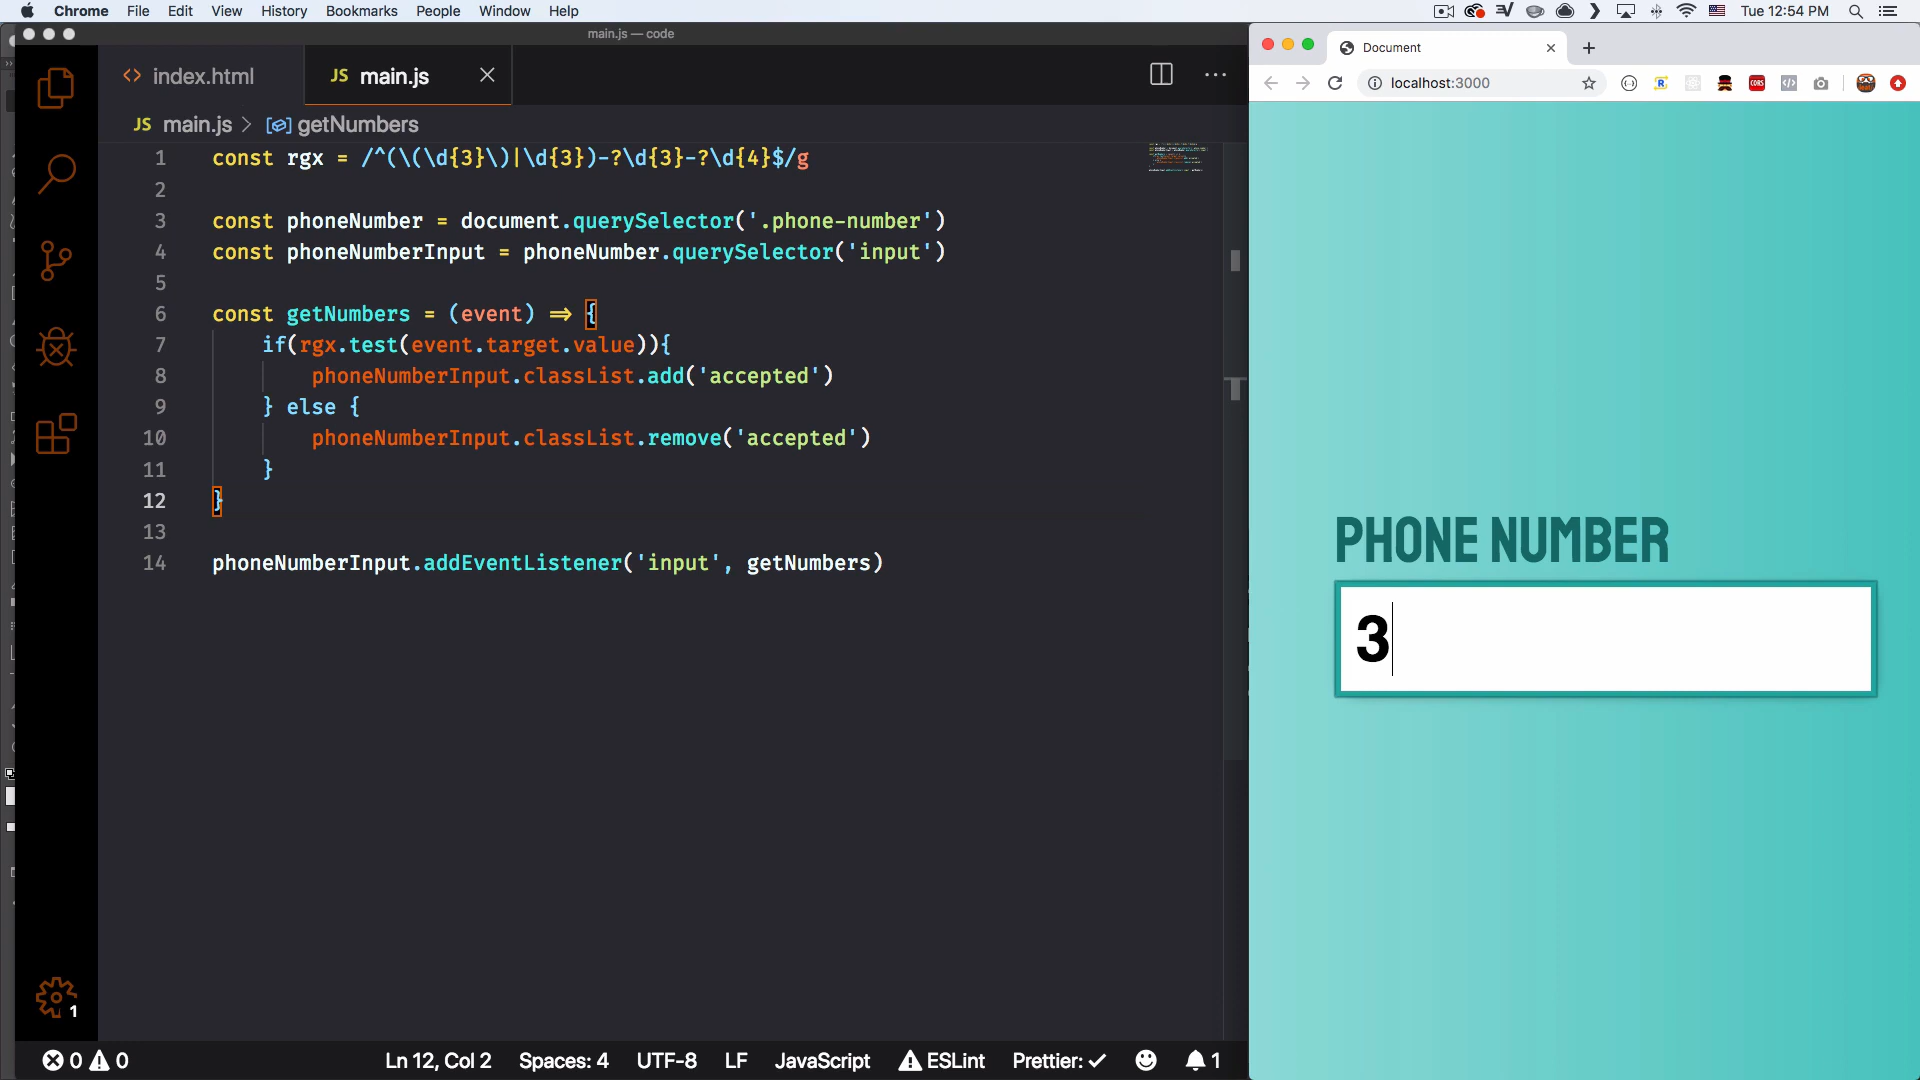 Chrome File Edit View History Bookmarks People Window Help
Tue 12:54 PM
main.js — code
index.html
JS main.js
JS main.js > getNumbers
1 const rgx = /^(\(\d{3}\)|\d{3})-?\d{3}-?\d{4}$/g
2
3 const phoneNumber = document.querySelector('.phone-number')
4 const phoneNumberInput = phoneNumber.querySelector('input')
5
6 const getNumbers = (event) => {
7 if(rgx.test(event.target.value)){
8 phoneNumberInput.classList.add('accepted')
9 } else {
10 phoneNumberInput.classList.remove('accepted')
11 }
12 }
13
14 phoneNumberInput.addEventListener('input', getNumbers)
1
0 0 Ln 12, Col 2 Spaces: 4 UTF-8 LF JavaScript ESLint Prettier: ✓ 1
Document
localhost:3000
CORS
PHONE NUMBER
3